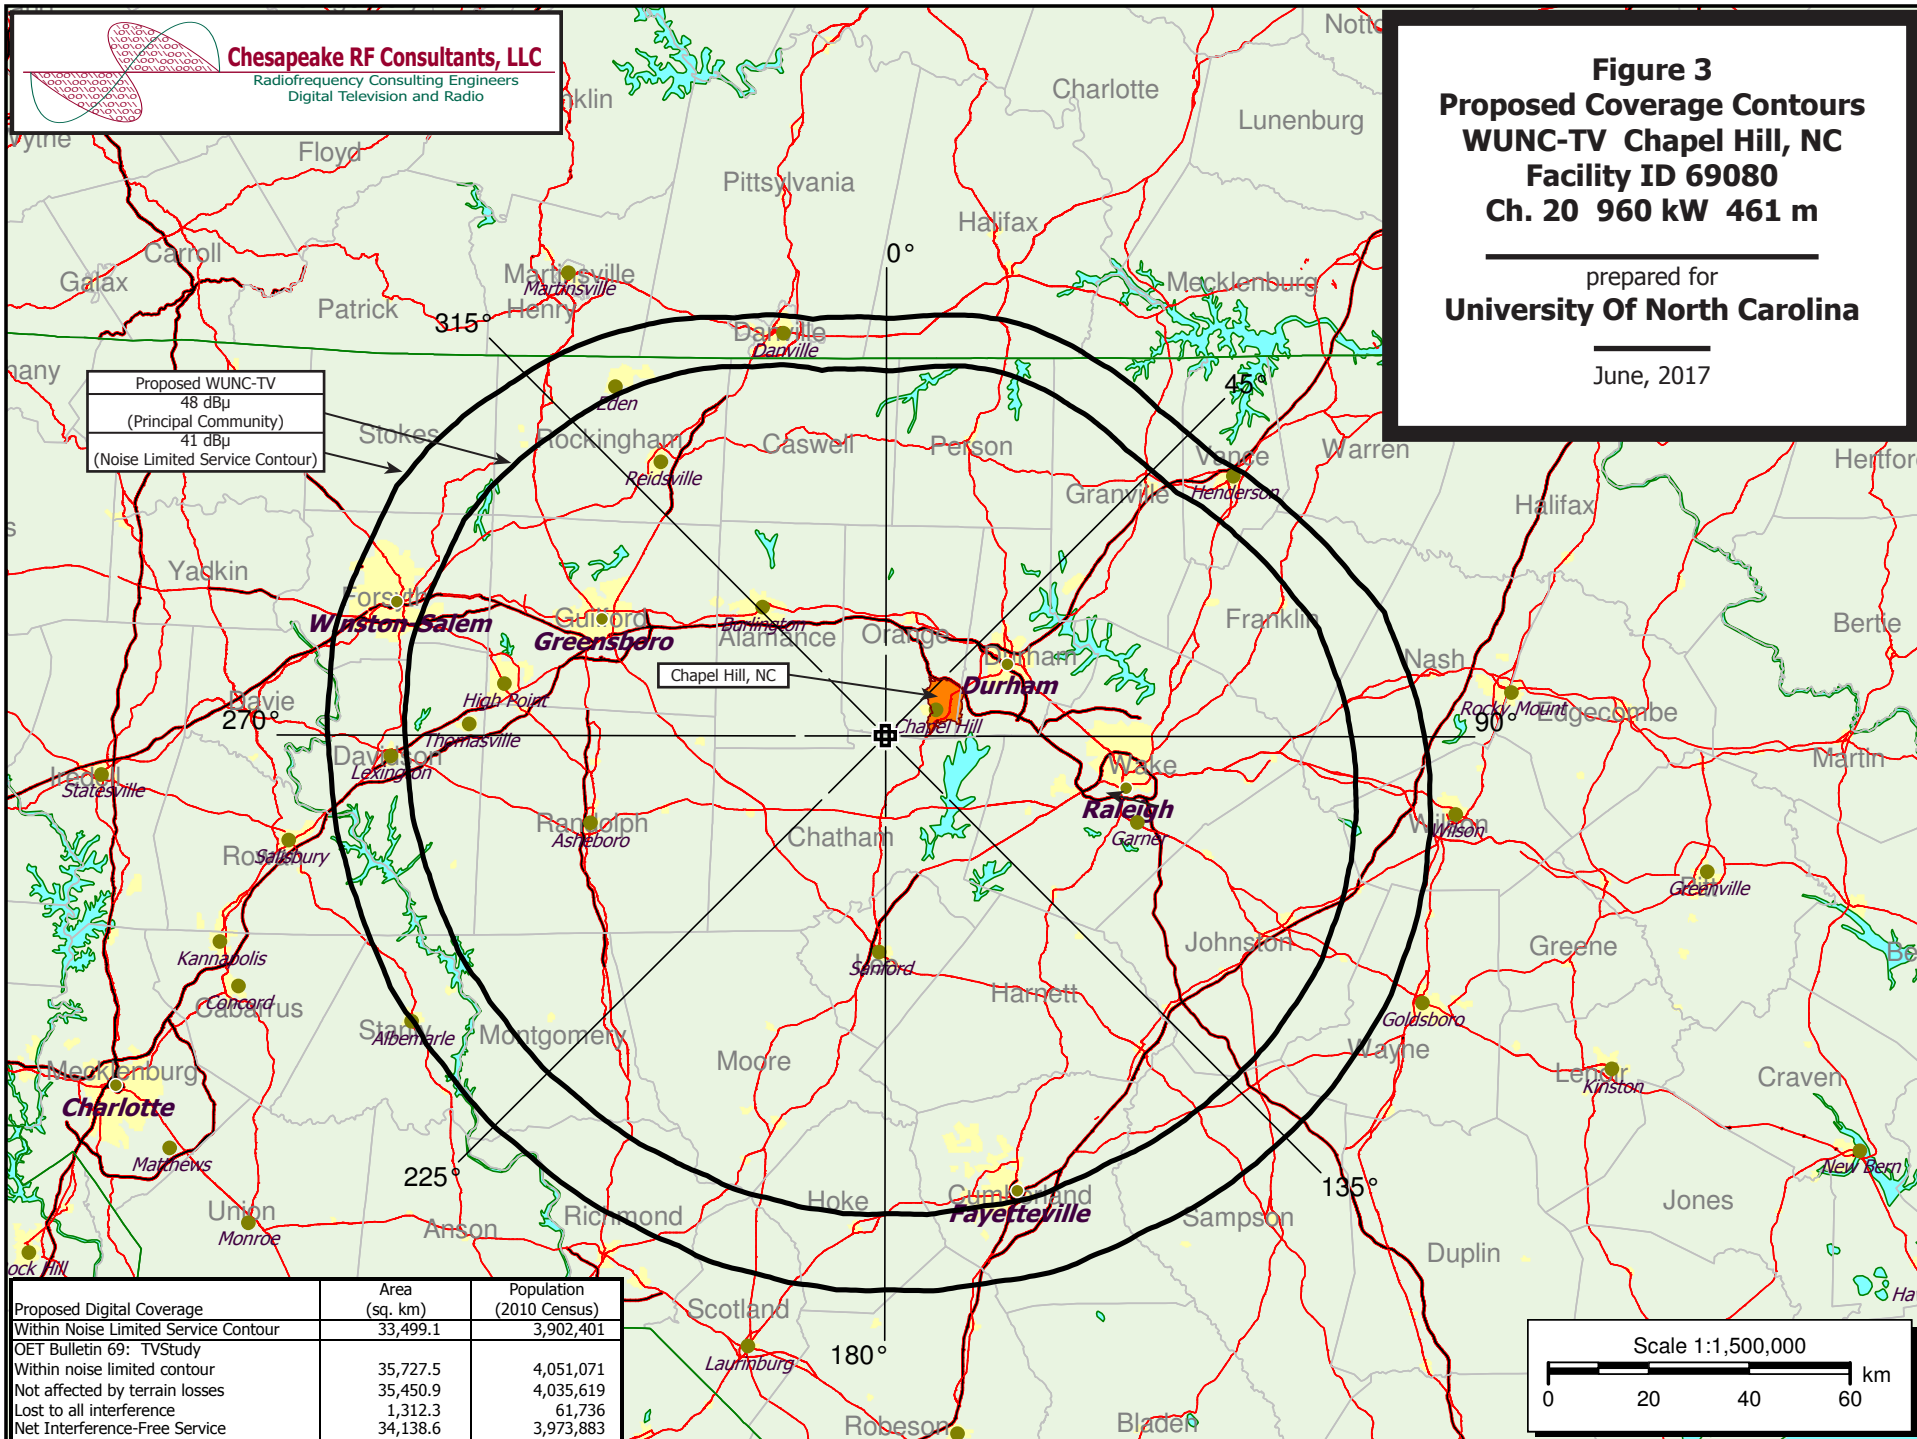 Chesapeake RF Consultants, LLC
Radiofrequency Consulting Engineers
Digital Television and Radio
Figure 3
Proposed Coverage Contours
WUNC-TV Chapel Hill, NC
Facility ID 69080
Ch. 20 960 kW 461 m
prepared for
University Of North Carolina
June, 2017
Charlotte
Lunenburg
Floyd
Pittsylvania
Halifax
Carroll
Galax
Patrick
Martinsville
Martinsville
Henry
Mecklenburg
0°
315°
45°
Danville
Danville
Proposed WUNC-TV
48 dBµ
(Principal Community)
41 dBµ
(Noise Limited Service Contour)
Eden
Stokes
Rockingham
Reidsville
Caswell
Person
Granville
Vance
Henderson
Warren
Halifax
Yadkin
Forsyth
Winston-Salem
Guilford
Greensboro
Burlington
Alamance
Orange
Durham
Durham
Franklin
Nash
Bertie
Chapel Hill, NC
Chapel Hill
High Point
Thomasville
Davie
270°
90°
Rocky Mount
Edgecombe
Martin
Davidson
Lexington
Iredell
Statesville
Wake
Raleigh
Garner
Randolph
Asheboro
Chatham
Wilson
Wilson
Rowan
Salisbury
Pitt
Greenville
Kannapolis
Concord
Cabarrus
Lee
Sanford
Harnett
Johnston
Greene
Goldsboro
Wayne
Stanly
Albemarle
Montgomery
Moore
Mecklenburg
Charlotte
Matthews
Lenoir
Kinston
Craven
New Bern
225°
135°
Union
Monroe
Anson
Richmond
Hoke
Cumberland
Fayetteville
Sampson
Duplin
Jones
ock Hill
Scotland
Laurinburg
180°
Robeson
Bladen
Proposed Digital Coverage Area (sq. km) Population (2010 Census)
Within Noise Limited Service Contour 33,499.1 3,902,401
OET Bulletin 69: TVStudy
Within noise limited contour 35,727.5 4,051,071
Not affected by terrain losses 35,450.9 4,035,619
Lost to all interference 1,312.3 61,736
Net Interference-Free Service 34,138.6 3,973,883
Scale 1:1,500,000
km
0 20 40 60